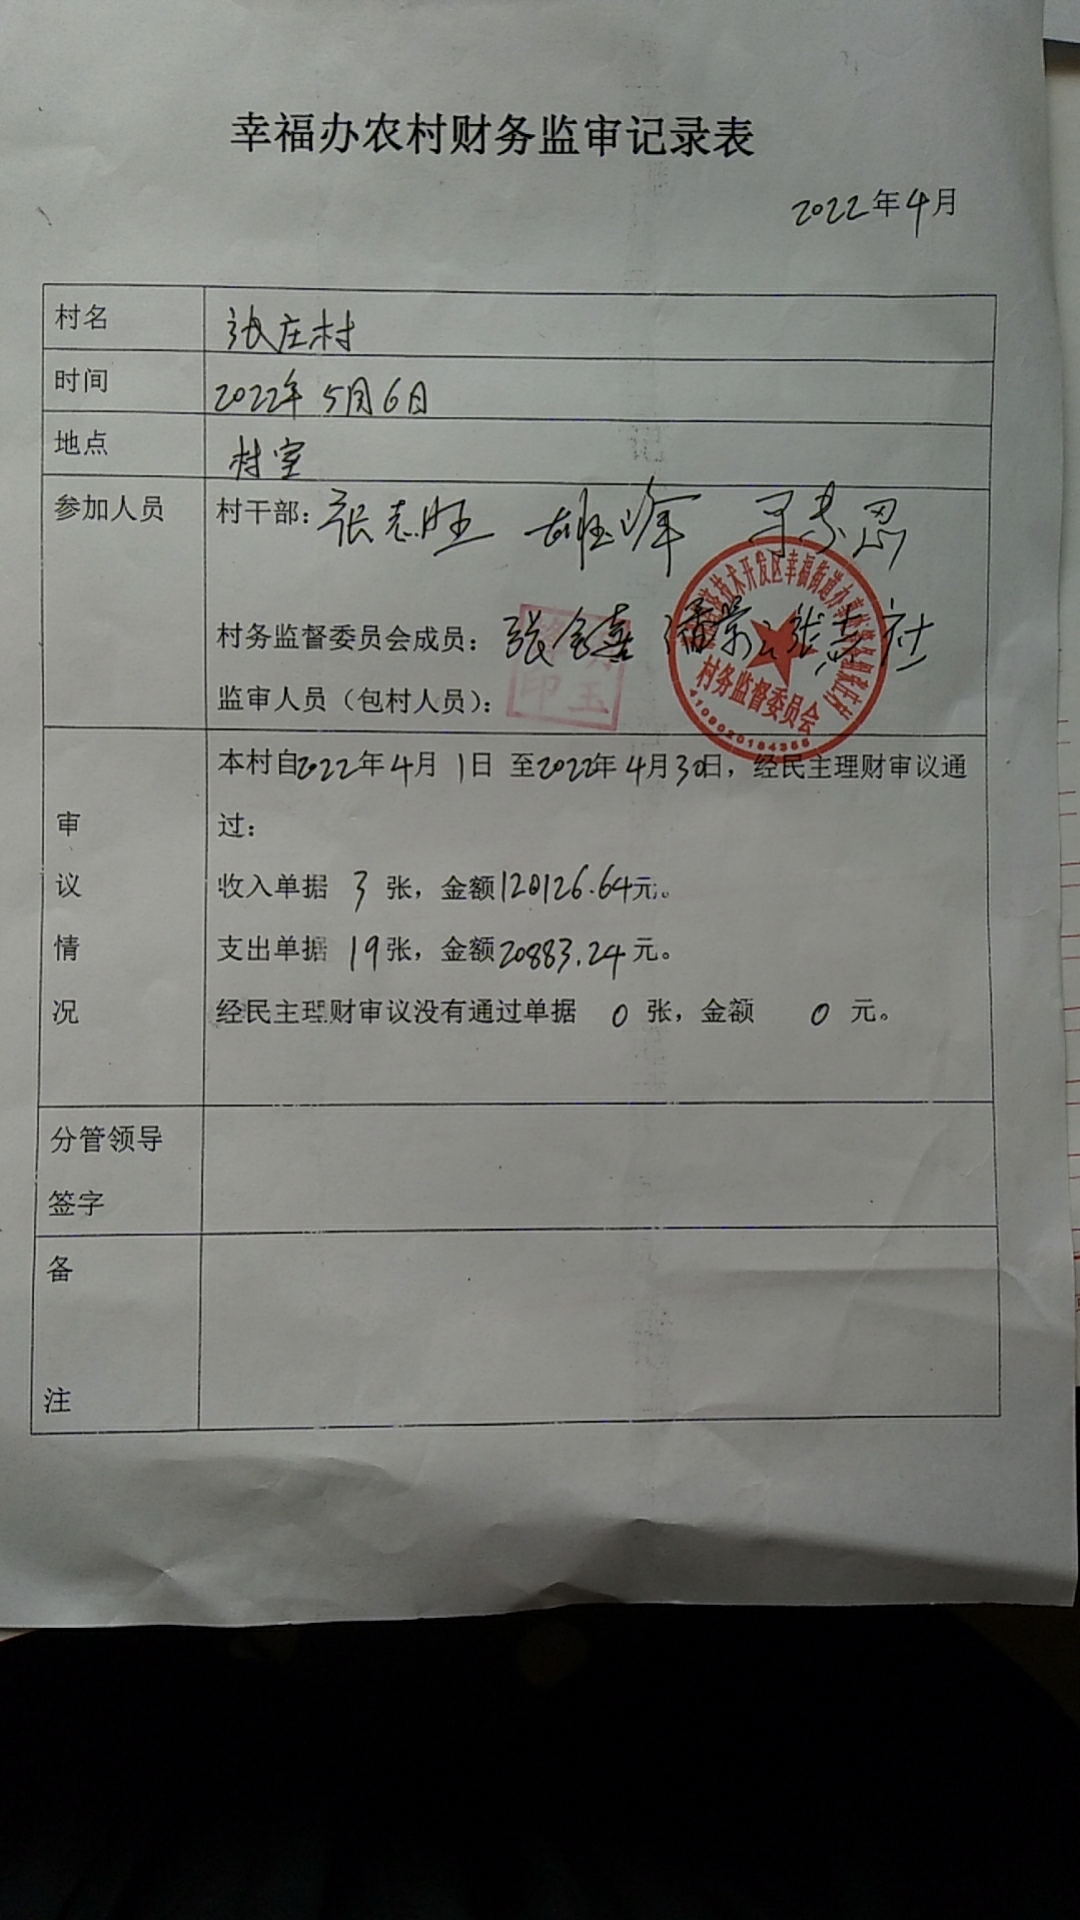 幸福办农村财务监审记录表
2022年4月
村名 张庄村
时间 2022年5月6日
地点 村室
参加人员 村干部：张志旺
村务监督委员会成员：张金喜 张志社
监审人员（包村人员）：
村务监督委员会
审议情况
本村自2022年4月1日 至2022年4月30日，经民主理财审议通
过：
收入单据 3 张，金额120126.64元。
支出单据 19张，金额20883.24元。
经民主理财审议没有通过单据 0 张，金额 0 元。
分管领导
签字
备
注